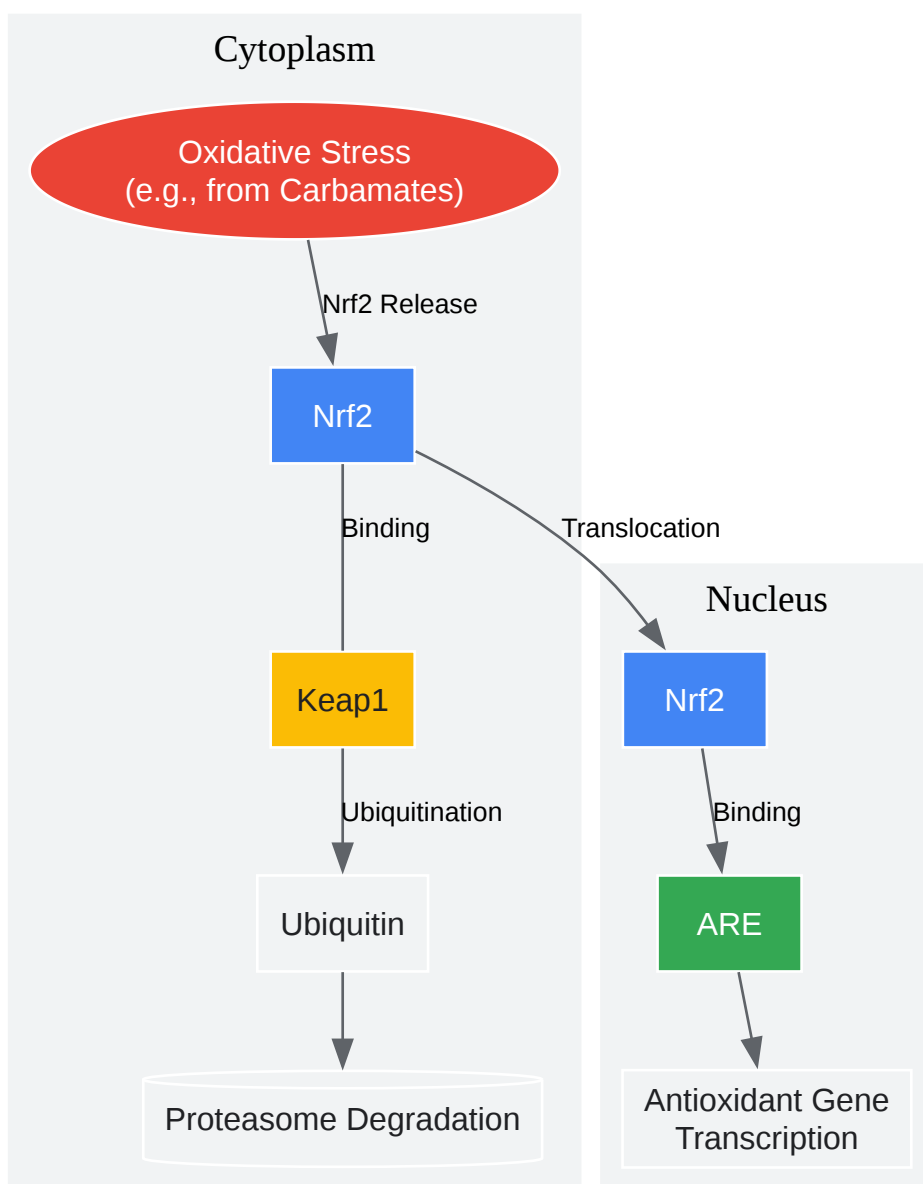 Cytoplasm
Oxidative Stress
(e.g., from Carbamates)
Nrf2 Release
Nrf2
Binding
Translocation
Nucleus
Keap1
Nrf2
Ubiquitination
Binding
Ubiquitin
ARE
Proteasome Degradation
Antioxidant Gene
Transcription